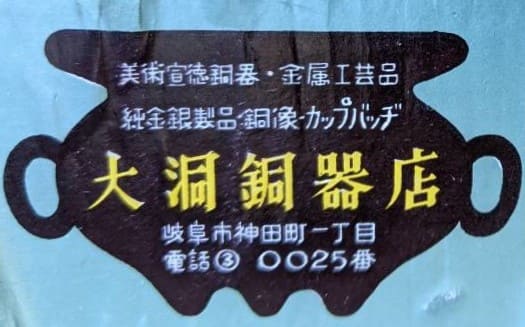 美術宣徳銅器・金属工芸品
純金銀製品・銅像・カップバッヂ
大洞銅器店
岐阜市神田町一丁目
電話③ 0025番